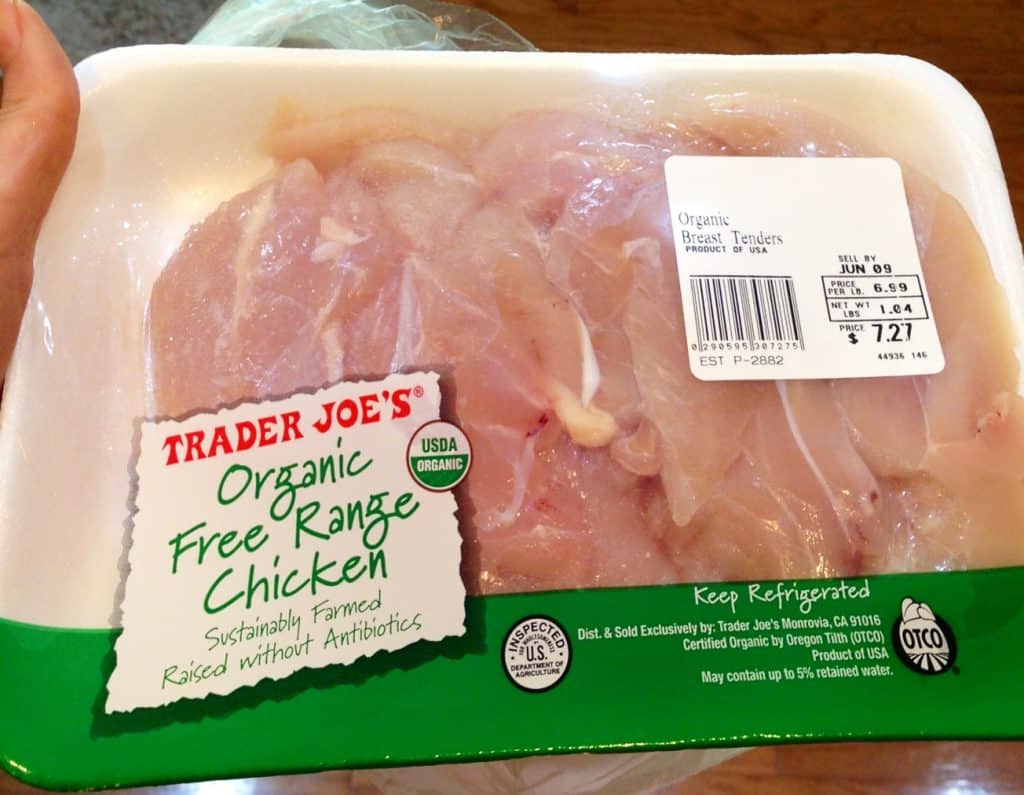 Organic
Breast Tenders
PRODUCT OF USA
SELL BY
JUN 09
PRICE
PER LB. 6.99
NET WT
LBS 1.04
PRICE
$ 7.27
0 290595 307275
EST P-2882
44936 146
TRADER JOE'S®
Organic
Free Range
Chicken
Sustainably Farmed
Raised without Antibiotics
USDA
ORGANIC
Keep Refrigerated
INSPECTED
FOR WHOLESOMENESS
BY
U.S.
DEPARTMENT OF
AGRICULTURE
Dist. & Sold Exclusively by: Trader Joe's Monrovia, CA 91016
Certified Organic by Oregon Tilth (OTCO)
Product of USA
May contain up to 5% retained water.
OTCO